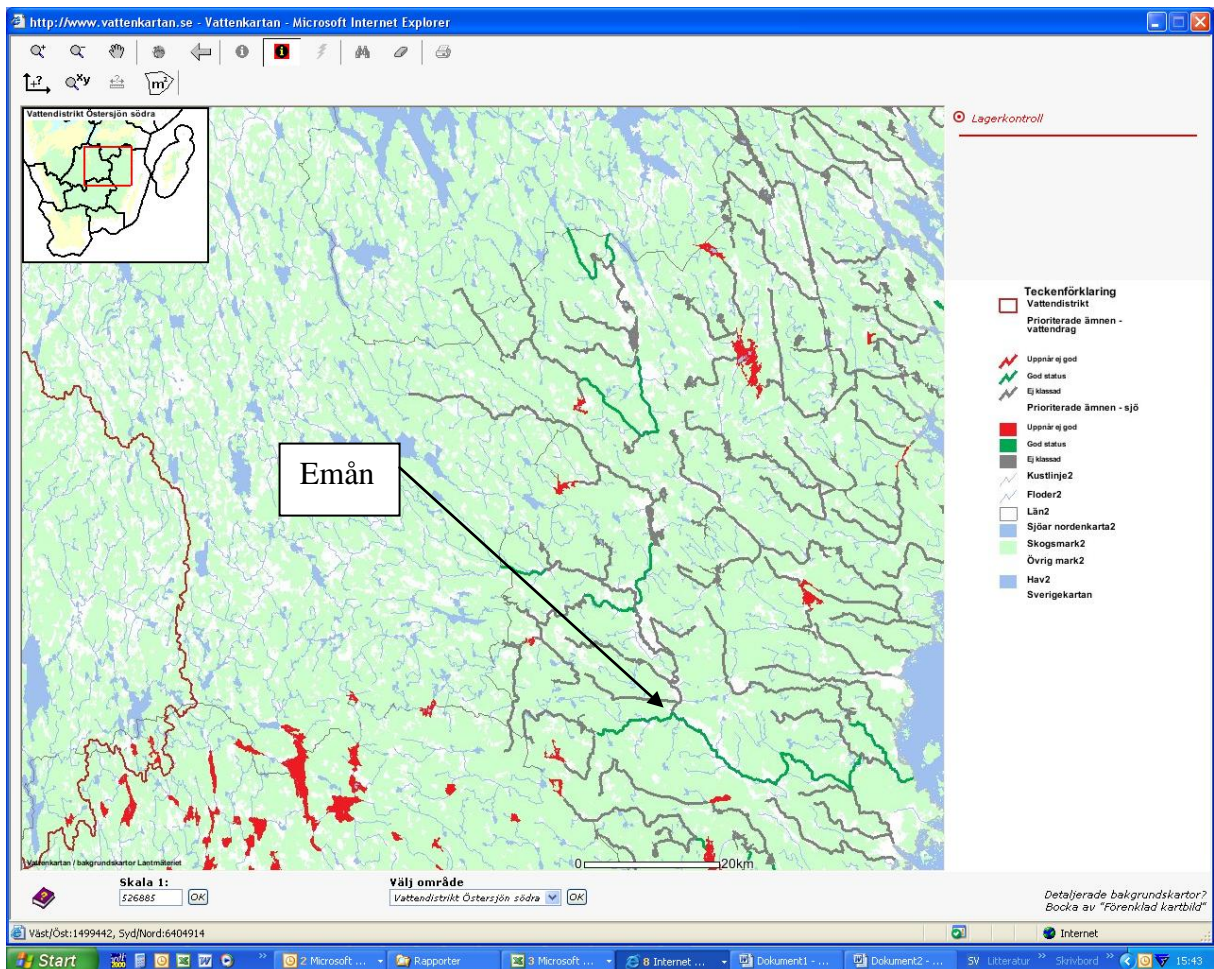 http://www.vattenkartan.se - Vattenkartan - Microsoft Internet Explorer
xy
+?
m²
Vattendistrikt Östersjön södra
Lagerkontroll
Emån
Teckenförklaring
Vattendistrikt
Prioriterade ämnen -
vattendrag
Uppnår ej god
God status
Ej klassad
Prioriterade ämnen - sjö
Uppnår ej god
God status
Ej klassad
Kustlinje2
Floder2
Län2
Sjöar nordenkarta2
Skogsmark2
Övrig mark2
Hav2
Sverigekartan
0 20km
Vattenkartan / bakgrundskartor Lantmäteriet
Skala 1:
526885 OK
Välj område
Vattendistrikt Östersjön södra OK
Detaljerade bakgrundskartor?
Bocka av "Förenklad kartbild"
Väst/Öst:1499442, Syd/Nord:6404914 Internet
Start 2 Microsoft ... Rapporter 3 Microsoft ... 8 Internet ... Dokument1 - ... Dokument2 - ... SV Litteratur Skrivbord 15:43